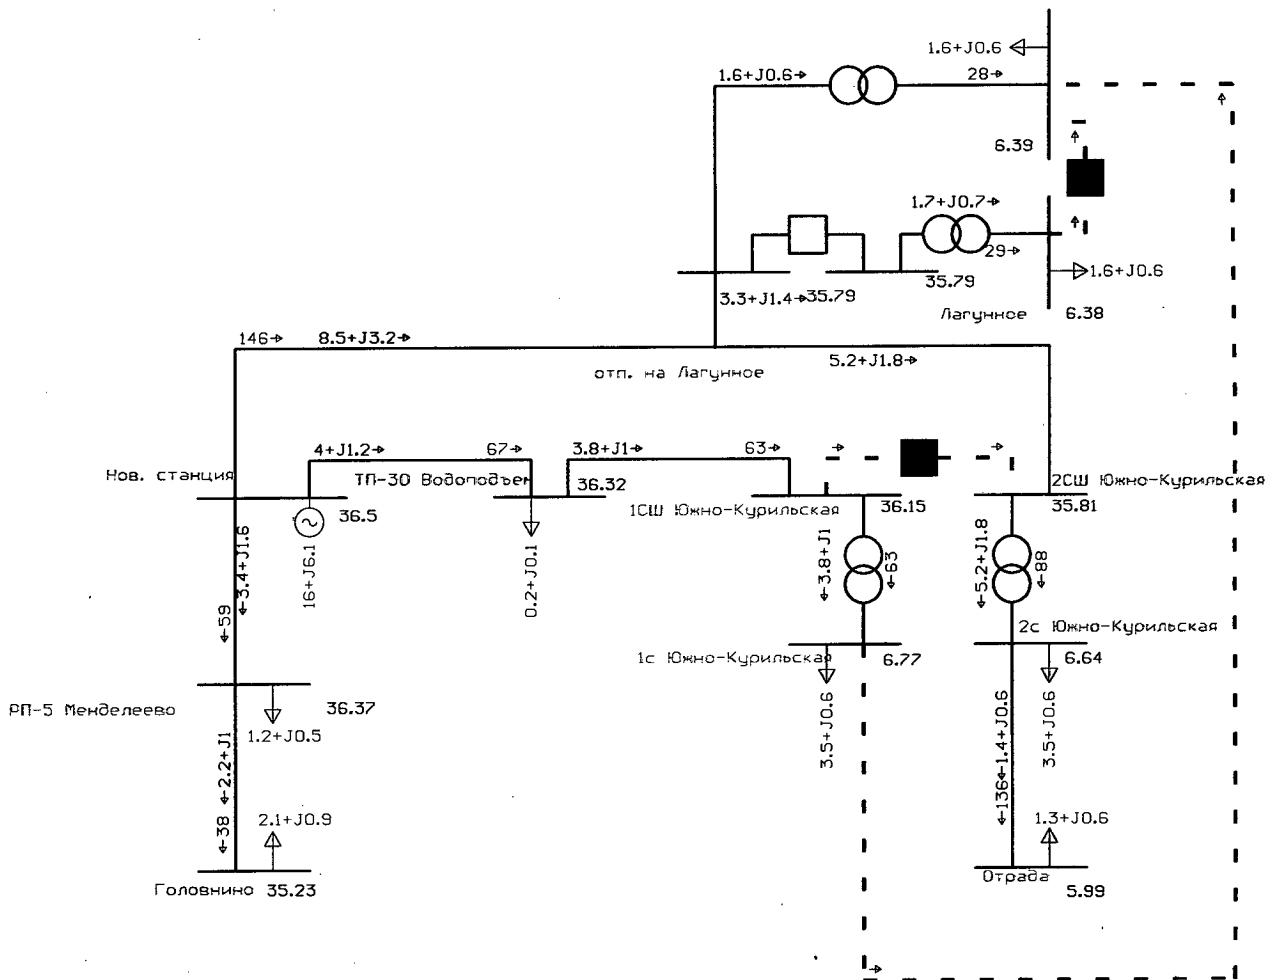 1.6+J0.6
1.6+J0.6
28
6.39
1.7+J0.7
29
1.6+J0.6
35.79
3.3+J1.4
35.79
Лагунное
6.38
146
8.5+J3.2
5.2+J1.8
отп. на Лагунное
4+J1.2
67
3.8+J1
63
Нов. станция
ТП-30 Водоподъем
36.32
2СШ Южно-Курильская
36.5
1СШ Южно-Курильская
36.15
35.81
3.4+J1.6
16+J6.1
0.2+J0.1
3.8+J1
63
5.2+J1.8
88
59
2с Южно-Курильская
1с Южно-Курильская
6.77
6.64
РП-5 Менделеево
36.37
1.2+J0.5
2.2+J1
3.5+J0.6
1.4+J0.6
3.5+J0.6
136
38
2.1+J0.9
1.3+J0.6
Головнино
35.23
Отрада
5.99